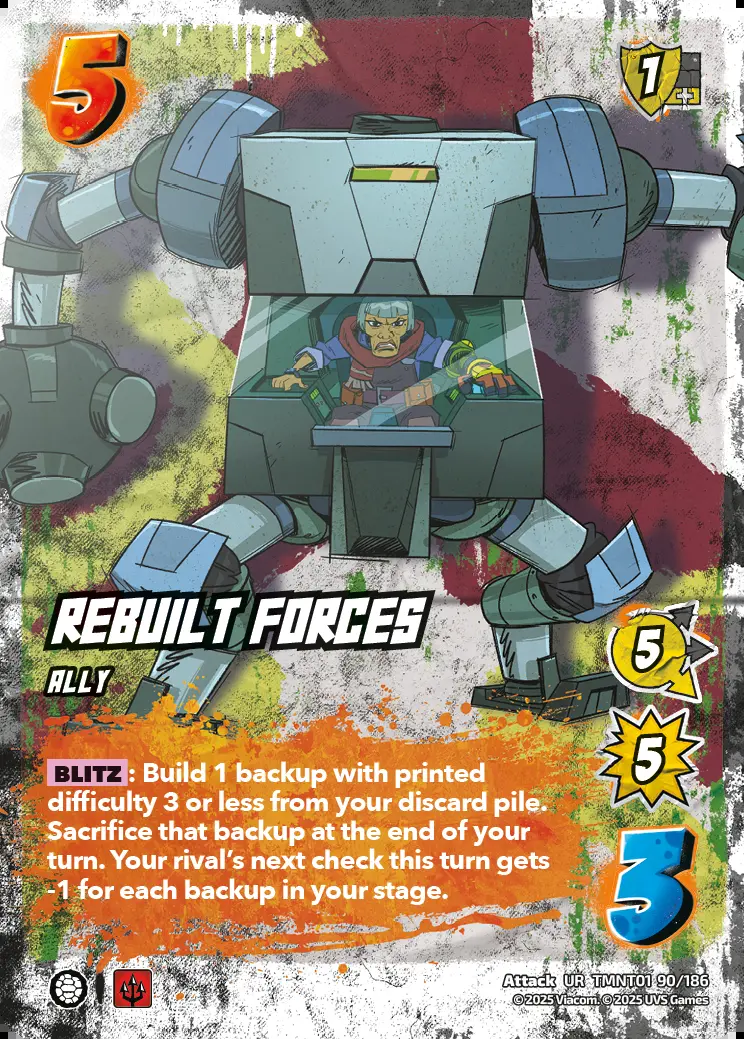 5
1
REBUILT FORCES
ALLY
5
BLITZ : Build 1 backup with printed
difficulty 3 or less from your discard pile.
Sacrifice that backup at the end of your
turn. Your rival's next check this turn gets
-1 for each backup in your stage.
5
3
Attack UR TMNT01 90/186
©2025 Viacom. ©2025 UVS Games